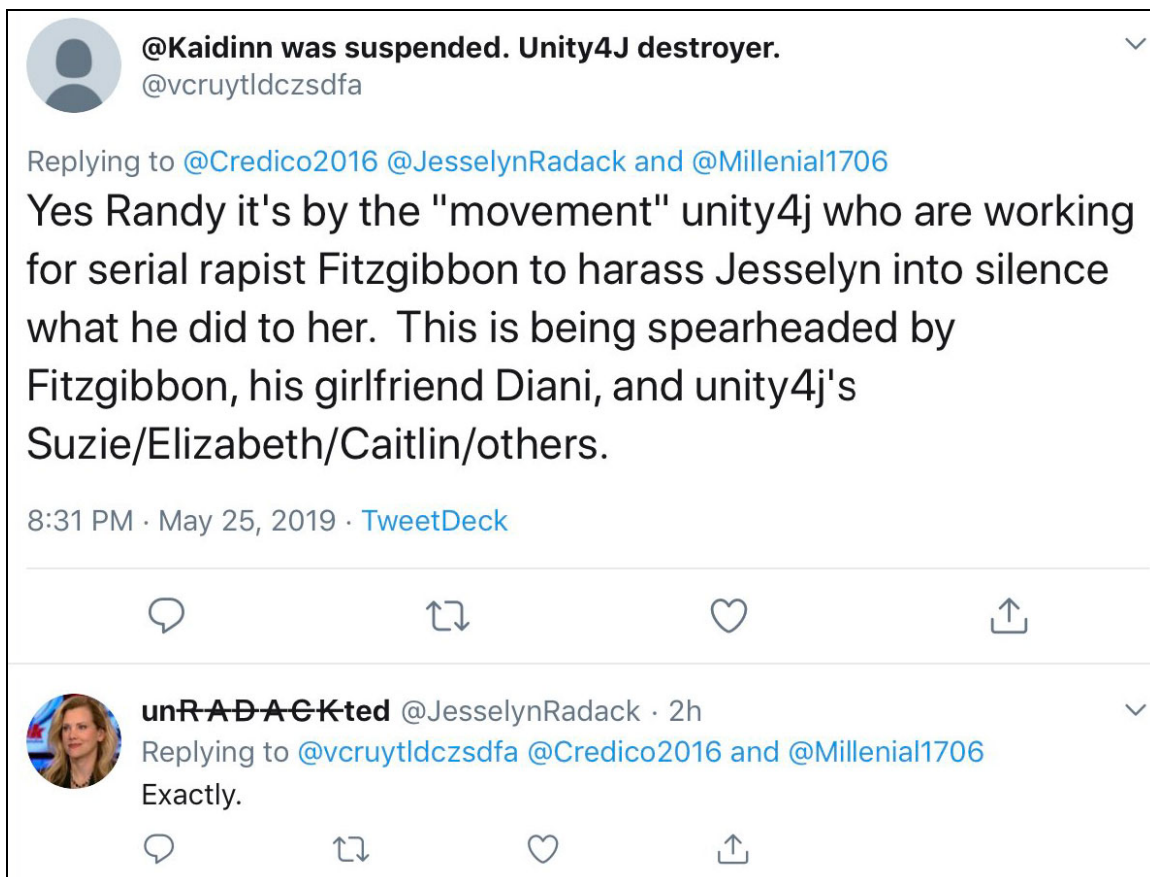 @Kaidinn was suspended. Unity4J destroyer.
@vcruytldczsdfa
Replying to @Credico2016 @JesselynRadack and @Millenial1706
Yes Randy it's by the "movement" unity4j who are working
for serial rapist Fitzgibbon to harass Jesselyn into silence
what he did to her.  This is being spearheaded by
Fitzgibbon, his girlfriend Diani, and unity4j's
Suzie/Elizabeth/Caitlin/others.
8:31 PM · May 25, 2019 · TweetDeck
unRADACKted @JesselynRadack · 2h
Replying to @vcruytldczsdfa @Credico2016 and @Millenial1706
Exactly.